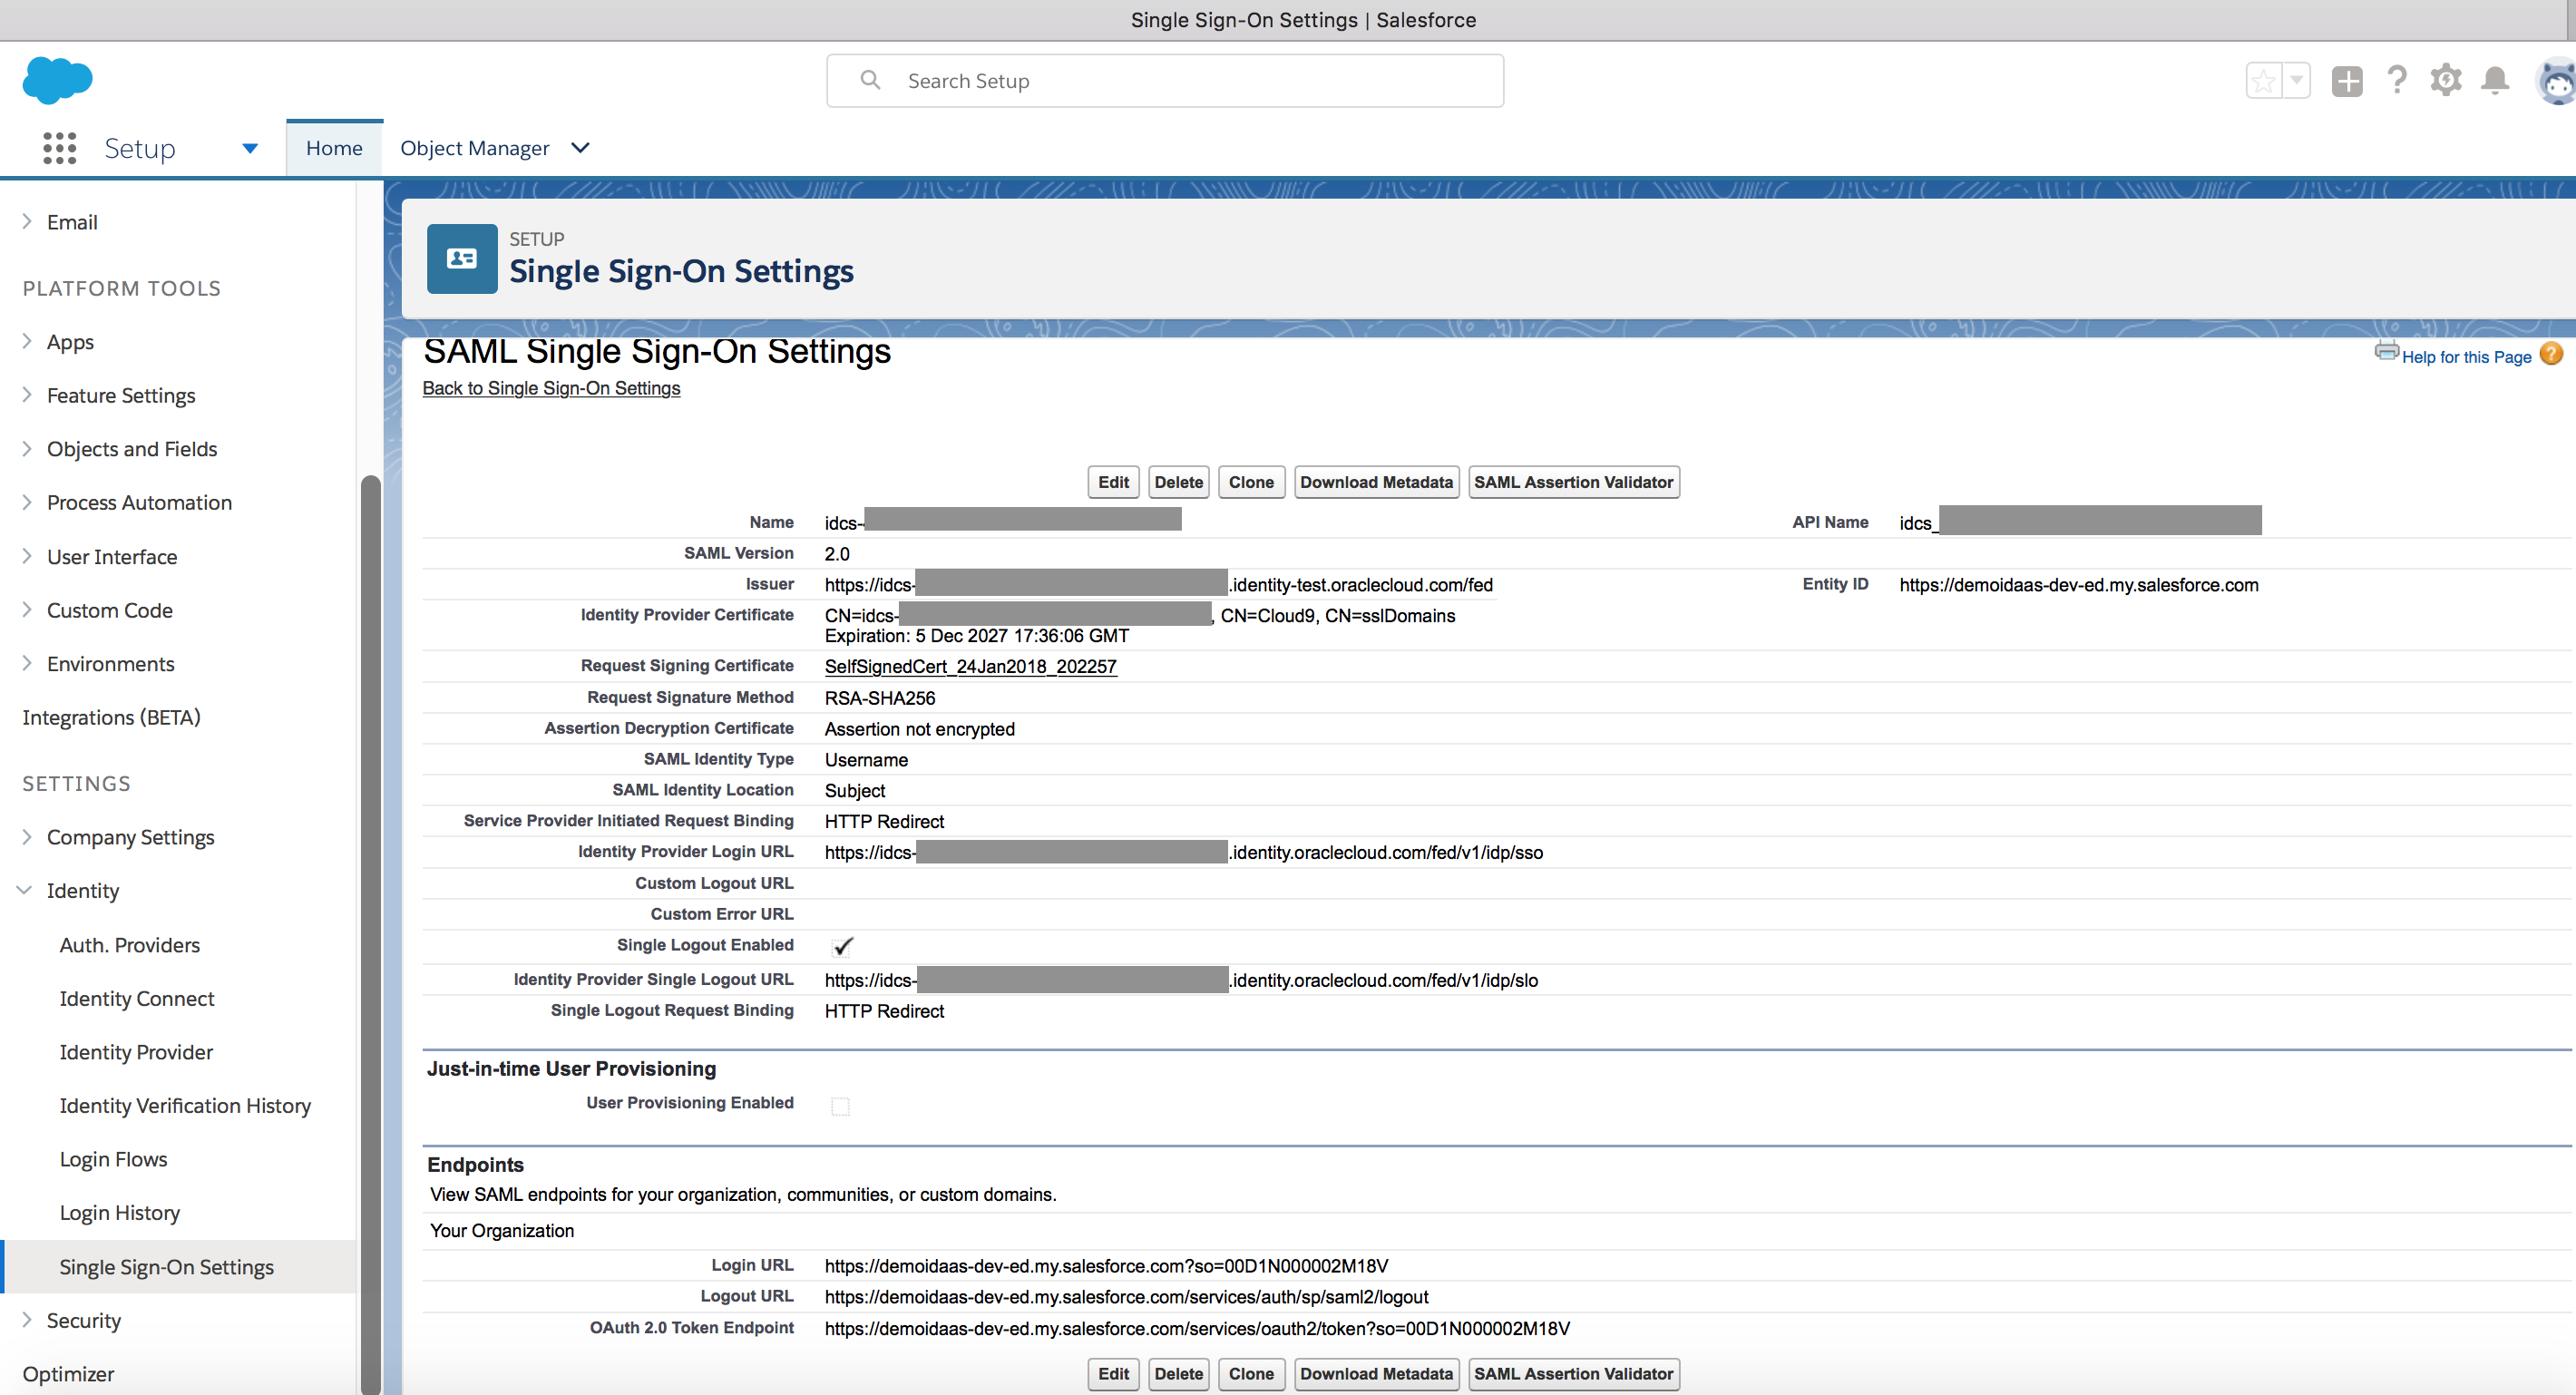 Single Sign-On Settings | Salesforce
Search Setup
Setup
Home
Object Manager
Email
PLATFORM TOOLS
Apps
Feature Settings
Objects and Fields
Process Automation
User Interface
Custom Code
Environments
Integrations (BETA)
SETTINGS
Company Settings
Identity
Auth. Providers
Identity Connect
Identity Provider
Identity Verification History
Login Flows
Login History
Single Sign-On Settings
Security
Optimizer
SETUP
Single Sign-On Settings
SAML Single Sign-On Settings
Help for this Page ?
Back to Single Sign-On Settings
Edit Delete Clone Download Metadata SAML Assertion Validator
Name idcs- API Name idcs_
SAML Version 2.0
Issuer https://idcs- .identity-test.oraclecloud.com/fed Entity ID https://demoidaas-dev-ed.my.salesforce.com
Identity Provider Certificate CN=idcs- , CN=Cloud9, CN=sslDomains
Expiration: 5 Dec 2027 17:36:06 GMT
Request Signing Certificate SelfSignedCert_24Jan2018_202257
Request Signature Method RSA-SHA256
Assertion Decryption Certificate Assertion not encrypted
SAML Identity Type Username
SAML Identity Location Subject
Service Provider Initiated Request Binding HTTP Redirect
Identity Provider Login URL https://idcs- .identity.oraclecloud.com/fed/v1/idp/sso
Custom Logout URL
Custom Error URL
Single Logout Enabled
Identity Provider Single Logout URL https://idcs- .identity.oraclecloud.com/fed/v1/idp/slo
Single Logout Request Binding HTTP Redirect
Just-in-time User Provisioning
User Provisioning Enabled
Endpoints
View SAML endpoints for your organization, communities, or custom domains.
Your Organization
Login URL https://demoidaas-dev-ed.my.salesforce.com?so=00D1N000002M18V
Logout URL https://demoidaas-dev-ed.my.salesforce.com/services/auth/sp/saml2/logout
OAuth 2.0 Token Endpoint https://demoidaas-dev-ed.my.salesforce.com/services/oauth2/token?so=00D1N000002M18V
Edit Delete Clone Download Metadata SAML Assertion Validator